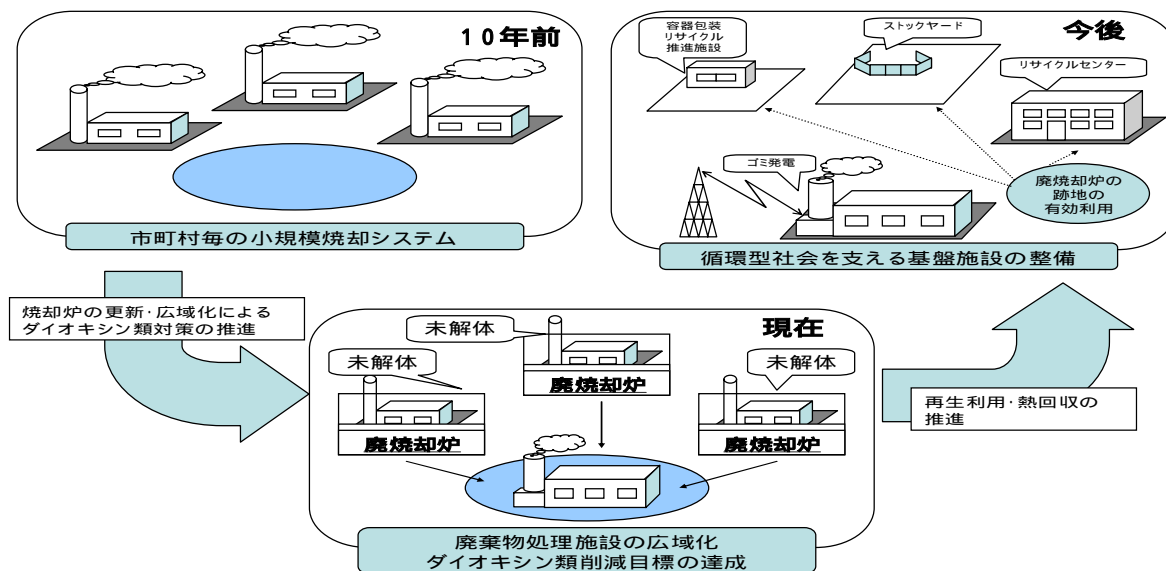 10年前
市町村毎の小規模焼却システム
焼却炉の更新・広域化による
ダイオキシン類対策の推進
現在
未解体
廃焼却炉
未解体
廃焼却炉
未解体
廃焼却炉
廃棄物処理施設の広域化
ダイオキシン類削減目標の達成
再生利用・熱回収の
推進
今後
容器包装
リサイクル
推進施設
ストックヤード
リサイクルセンター
ゴミ発電
廃焼却炉の
跡地の
有効利用
循環型社会を支える基盤施設の整備